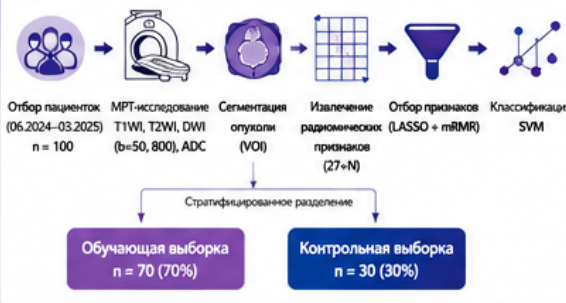 Отбор пациенток
(06.2024–03.2025)
n = 100
МРТ-исследование
T1WI, T2WI, DWI
(b=50, 800), ADC
Сегментация
опухоли
(VOI)
Извлечение
радиомических
признаков
(27÷N)
Отбор признаков
(LASSO + mRMR)
Классификаци
SVM
Стратифицированное разделение
Обучающая выборка
n = 70 (70%)
Контрольная выборка
n = 30 (30%)